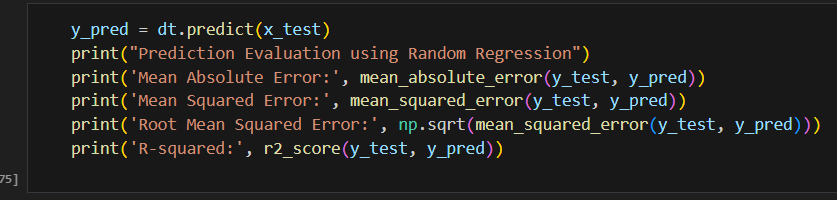 y_pred = dt.predict(x_test)
print("Prediction Evaluation using Random Regression")
print('Mean Absolute Error:', mean_absolute_error(y_test, y_pred))
print('Mean Squared Error:', mean_squared_error(y_test, y_pred))
print('Root Mean Squared Error:', np.sqrt(mean_squared_error(y_test, y_pred)))
print('R-squared:', r2_score(y_test, y_pred))
75]